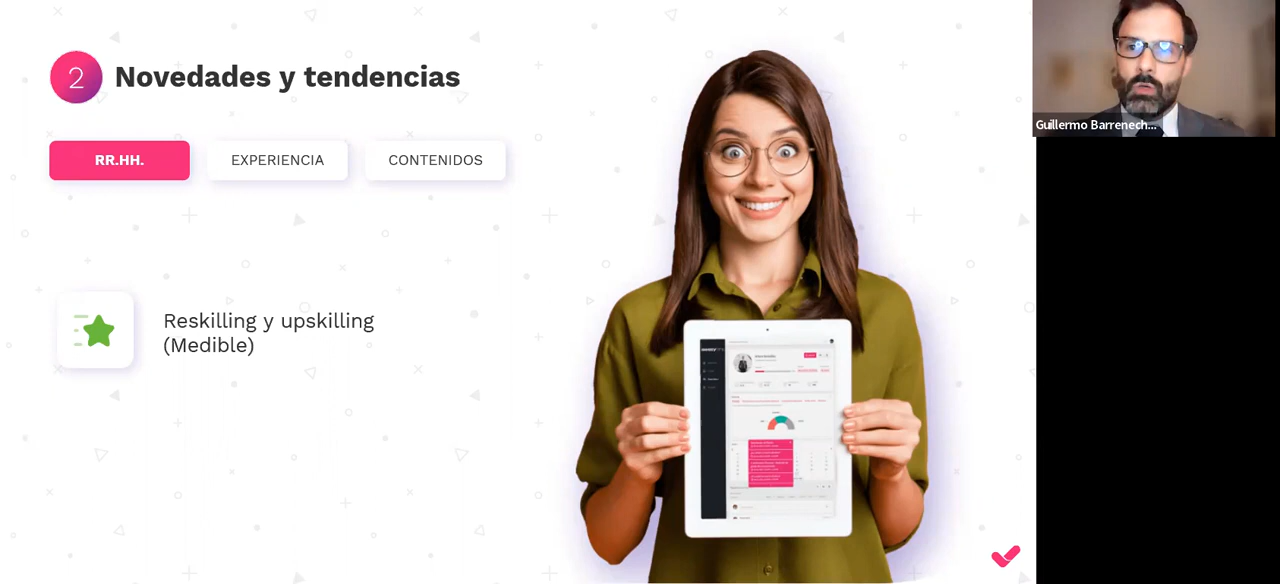 2 Novedades y tendencias
RR.HH. EXPERIENCIA CONTENIDOS
Reskilling y upskilling
(Medible)
Guillermo Barrenech...